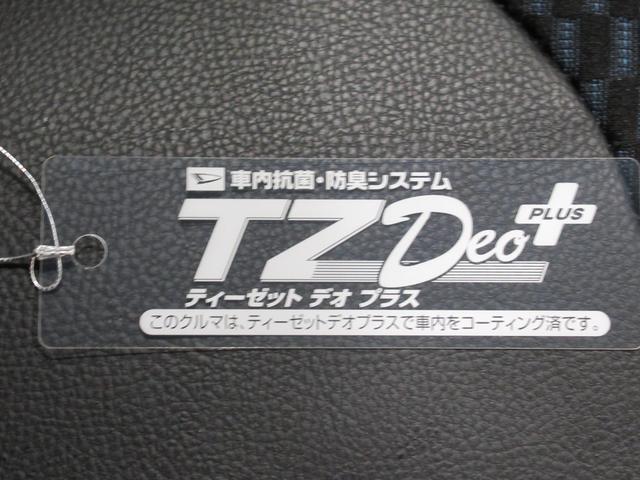 車内抗菌・防臭システム
TZ Deo PLUS
ティーゼット デオ プラス
このクルマは、ティーゼットデオプラスで車内をコーティング済です。